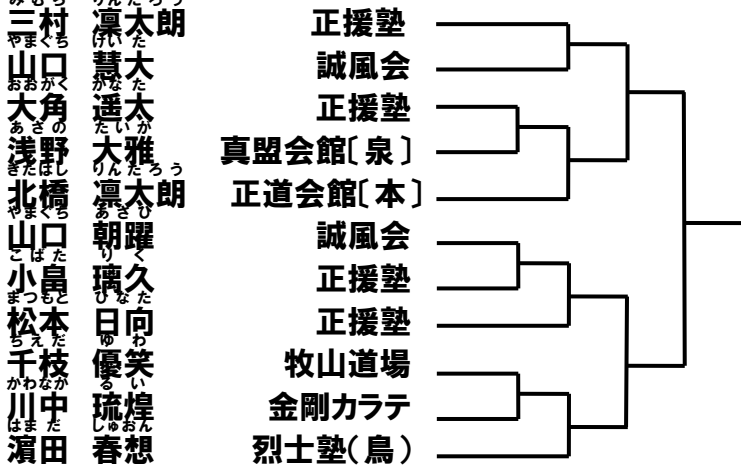 みむら りんたろう
三村 凛太朗 正援塾
やまぐち けいた
山口 慧大 誠風会
おおがく かなた
大角 遥太 正援塾
あさの たいが
浅野 大雅 真盟会館〔泉〕
きたはし りんたろう
北橋 凛太朗 正道会館〔本〕
やまぐち あさひ
山口 朝躍 誠風会
こばた りく
小畠 璃久 正援塾
まつもと ひなた
松本 日向 正援塾
ちえだ ゆわ
千枝 優笑 牧山道場
かわなか るい
川中 琉煌 金剛カラテ
はまだ しゅおん
濵田 春想 烈士塾（鳥）